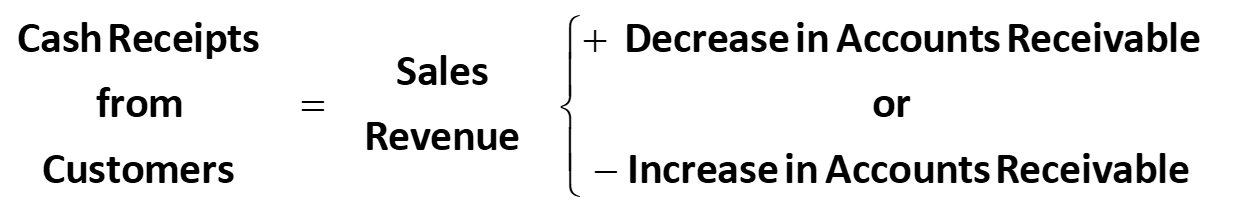 Cash Receipts
from
Customers
=
Sales
Revenue
+ Decrease in Accounts Receivable
or
− Increase in Accounts Receivable